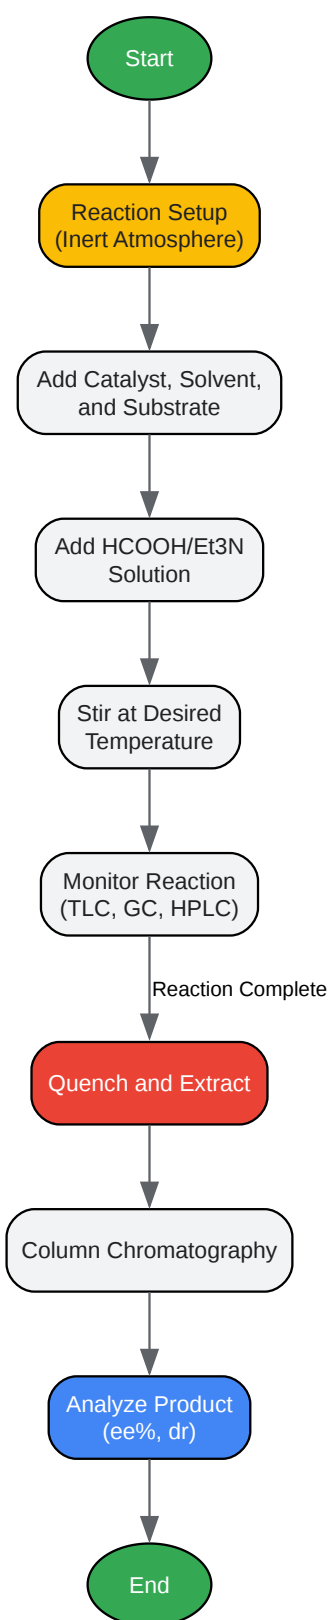 Start
Reaction Setup
(Inert Atmosphere)
Add Catalyst, Solvent,
and Substrate
Add HCOOH/Et3N
Solution
Stir at Desired
Temperature
Monitor Reaction
(TLC, GC, HPLC)
Reaction Complete
Quench and Extract
Column Chromatography
Analyze Product
(ee%, dr)
End